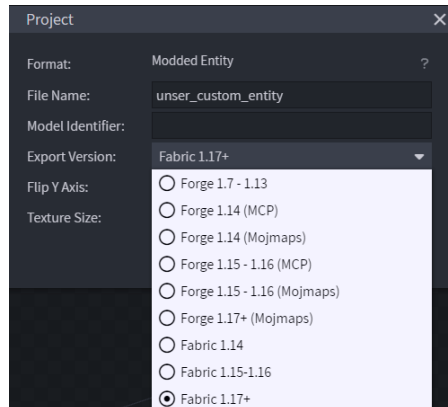 Project
Format: Modded Entity ?
File Name: unser_custom_entity
Model Identifier:
Export Version: Fabric 1.17+
Flip Y Axis:
Texture Size:
Forge 1.7 - 1.13
Forge 1.14 (MCP)
Forge 1.14 (Mojmaps)
Forge 1.15 - 1.16 (MCP)
Forge 1.15 - 1.16 (Mojmaps)
Forge 1.17+ (Mojmaps)
Fabric 1.14
Fabric 1.15-1.16
Fabric 1.17+